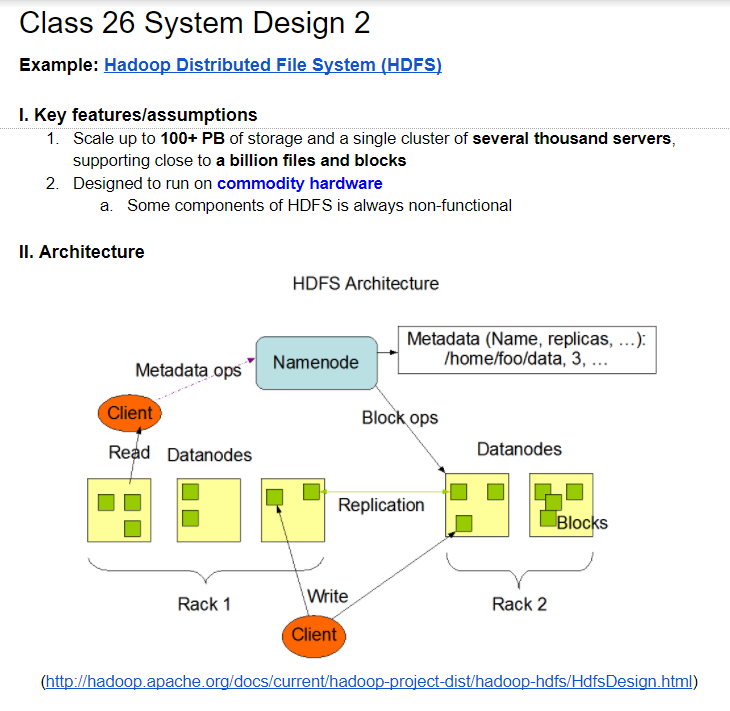 Class 26 System Design 2
Example: Hadoop Distributed File System (HDFS)
I. Key features/assumptions
1. Scale up to 100+ PB of storage and a single cluster of several thousand servers,
supporting close to a billion files and blocks
2. Designed to run on commodity hardware
a. Some components of HDFS is always non-functional
II. Architecture
HDFS Architecture
Metadata (Name, replicas, ...):
/home/foo/data, 3, ...
Namenode
Metadata ops
Client
Block ops
Read
Datanodes
Datanodes
Replication
Blocks
Rack 1
Write
Rack 2
Client
(http://hadoop.apache.org/docs/current/hadoop-project-dist/hadoop-hdfs/HdfsDesign.html)